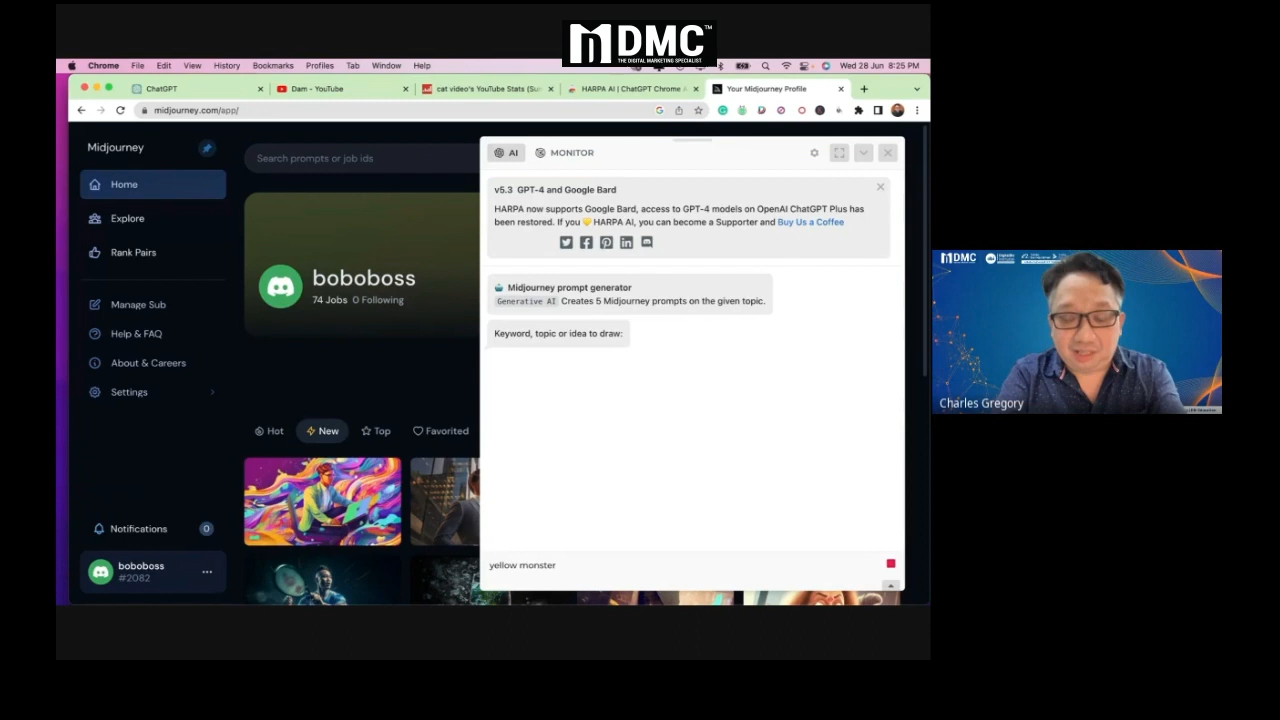 DMC™
THE DIGITAL MARKETING SPECIALIST
Chrome File Edit View History Bookmarks Profiles Tab Window Help Wed 28 Jun 8:25 PM
ChatGPT Dam - YouTube cat video's YouTube Stats (Su HARPA AI | ChatGPT Chrome A Your Midjourney Profile
midjourney.com/app/
Midjourney
Search prompts or job ids
Home
Explore
Rank Pairs
Manage Sub
Help & FAQ
About & Careers
Settings
Notifications 0
boboboss
#2082
boboboss
74 Jobs 0 Following
Hot New Top Favorited
AI MONITOR
v5.3 GPT-4 and Google Bard
HARPA now supports Google Bard, access to GPT-4 models on OpenAI ChatGPT Plus has
been restored. If you 💛 HARPA AI, you can become a Supporter and Buy Us a Coffee
Midjourney prompt generator
Generative AI Creates 5 Midjourney prompts on the given topic.
Keyword, topic or idea to draw:
yellow monster
DMC
Charles Gregory